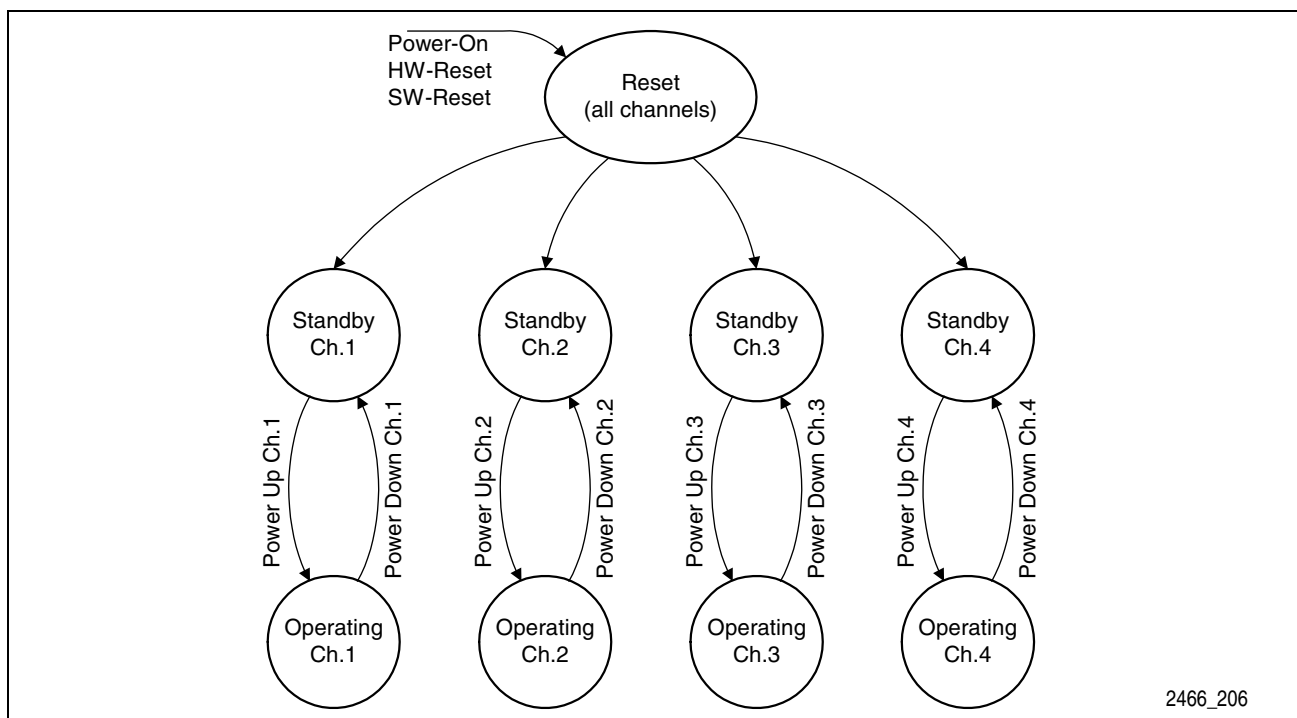 Power-On
HW-Reset
SW-Reset
Reset
(all channels)
Standby
Ch.1
Standby
Ch.2
Standby
Ch.3
Standby
Ch.4
Power Up Ch.1
Power Down Ch.1
Power Up Ch.2
Power Down Ch.2
Power Up Ch.3
Power Down Ch.3
Power Up Ch.4
Power Down Ch.4
Operating
Ch.1
Operating
Ch.2
Operating
Ch.3
Operating
Ch.4
2466_206